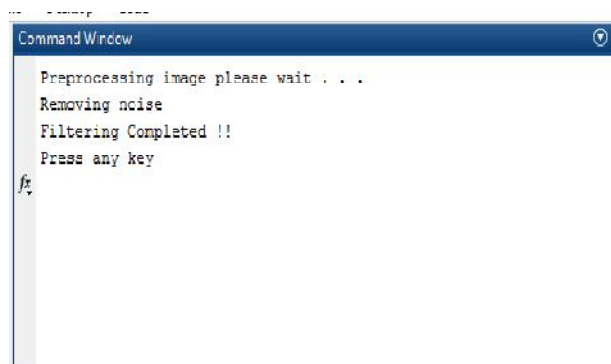 Command Window
Preprocessing image please wait . . .
Removing noise
Filtering Completed !!
Press any key
fx